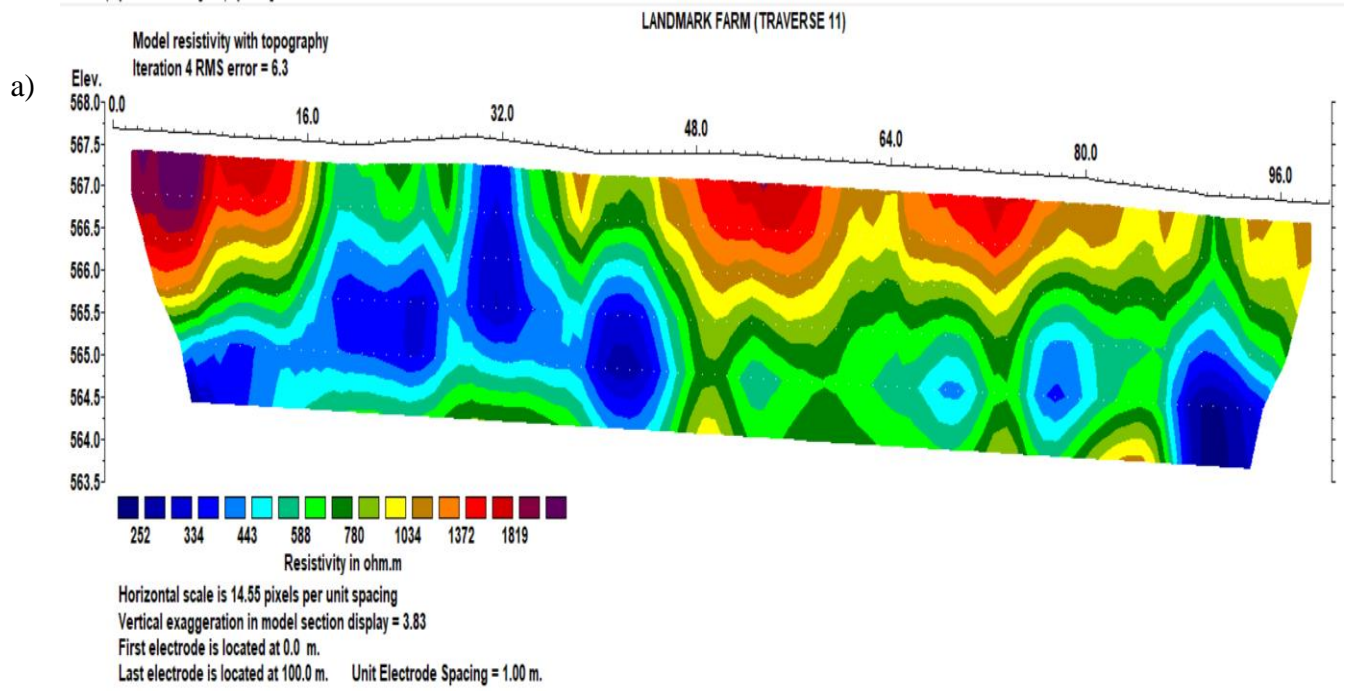 LANDMARK FARM (TRAVERSE 11)
Model resistivity with topography
Iteration 4 RMS error = 6.3
a)
Elev.
568.0 0.0
16.0
32.0
48.0
64.0
80.0
96.0
567.5
567.0
566.5
566.0
565.5
565.0
564.5
564.0
563.5
252 334 443 588 780 1034 1372 1819
Resistivity in ohm.m
Horizontal scale is 14.55 pixels per unit spacing
Vertical exaggeration in model section display = 3.83
First electrode is located at 0.0 m.
Last electrode is located at 100.0 m. Unit Electrode Spacing = 1.00 m.